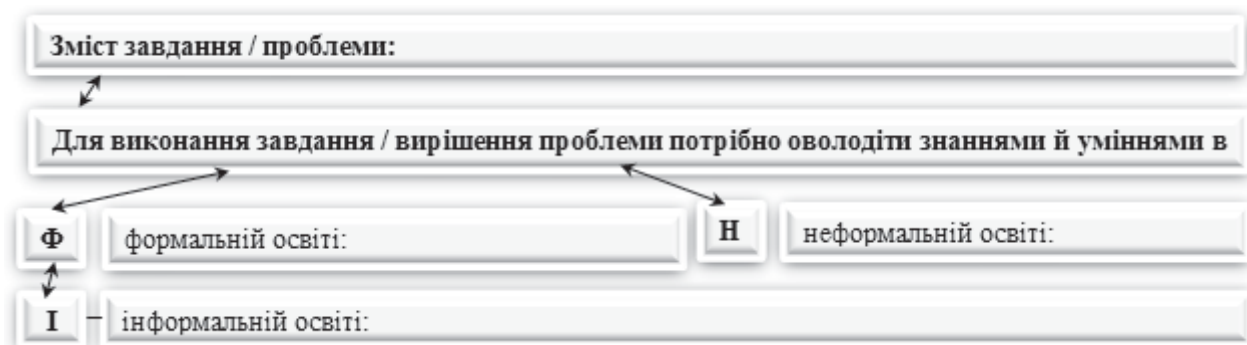 Зміст завдання / проблеми:
Для виконання завдання / вирішення проблеми потрібно оволодіти знаннями й уміннями в
Ф формальній освіті: Н неформальній освіті:
І – інформальній освіті: